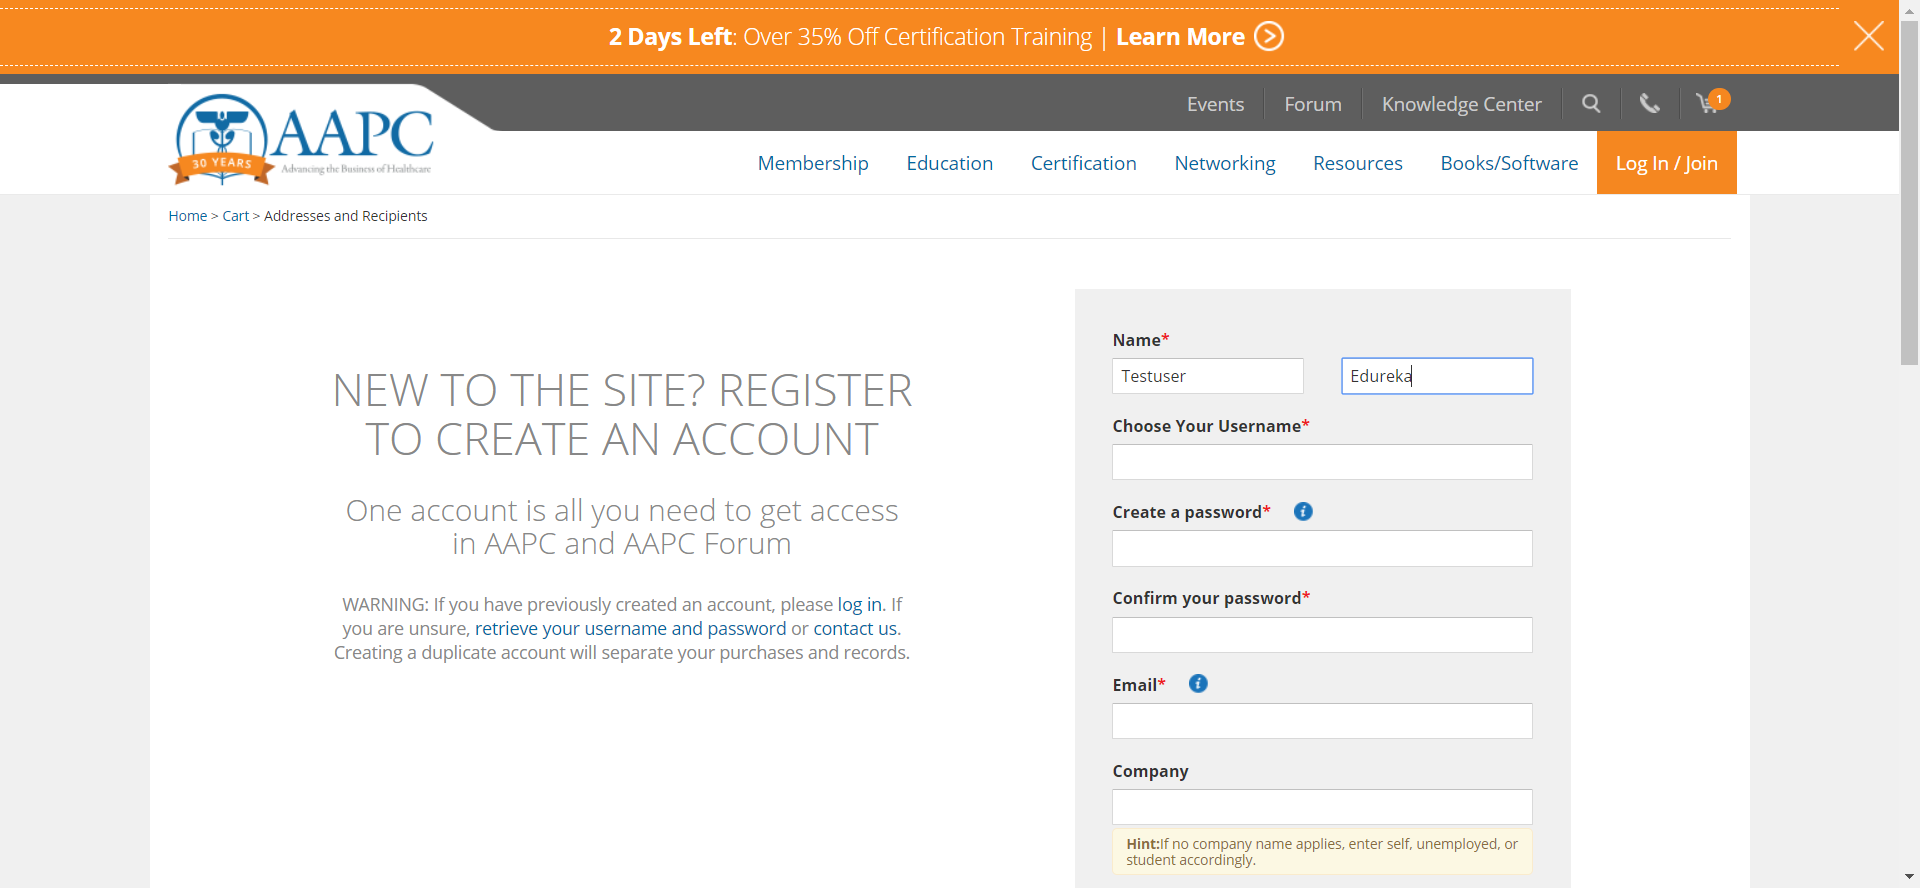 2 Days Left: Over 35% Off Certification Training | Learn More
Events
Forum
Knowledge Center
1
30 YEARS
AAPC
Advancing the Business of Healthcare
Membership
Education
Certification
Networking
Resources
Books/Software
Log In / Join
Home > Cart > Addresses and Recipients
NEW TO THE SITE? REGISTER
TO CREATE AN ACCOUNT
One account is all you need to get access
in AAPC and AAPC Forum
WARNING: If you have previously created an account, please log in. If
you are unsure, retrieve your username and password or contact us.
Creating a duplicate account will separate your purchases and records.
Name*
Testuser
Edureka
Choose Your Username*
Create a password* i
Confirm your password*
Email* i
Company
Hint:If no company name applies, enter self, unemployed, or
student accordingly.